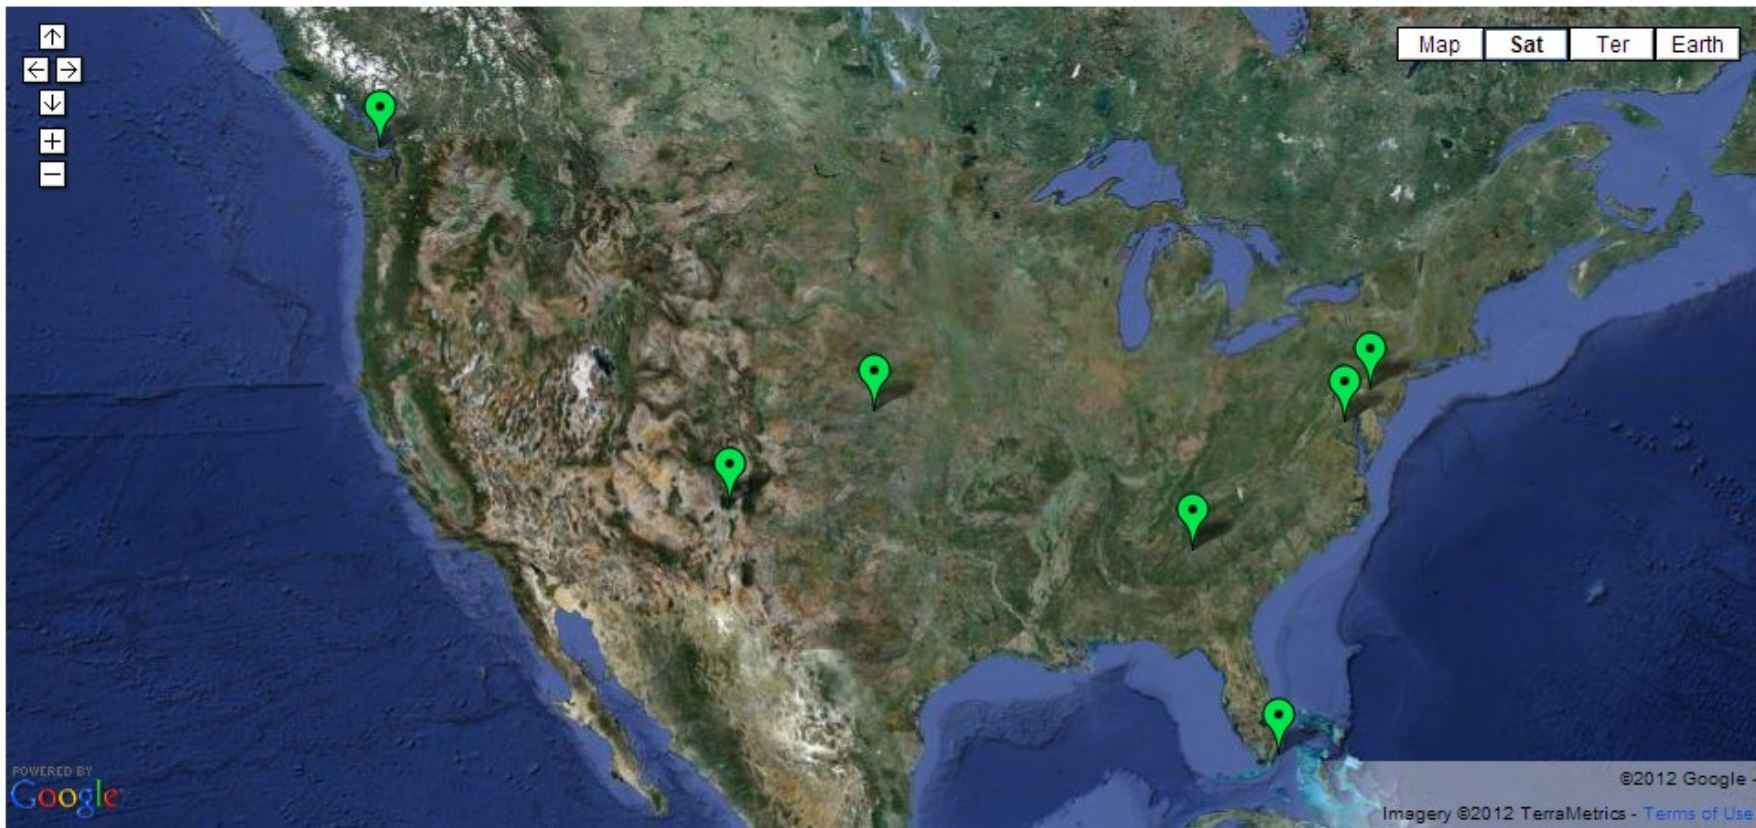 Map Sat Ter Earth
POWERED BY
Google
©2012 Google -
Imagery ©2012 TerraMetrics - Terms of Use